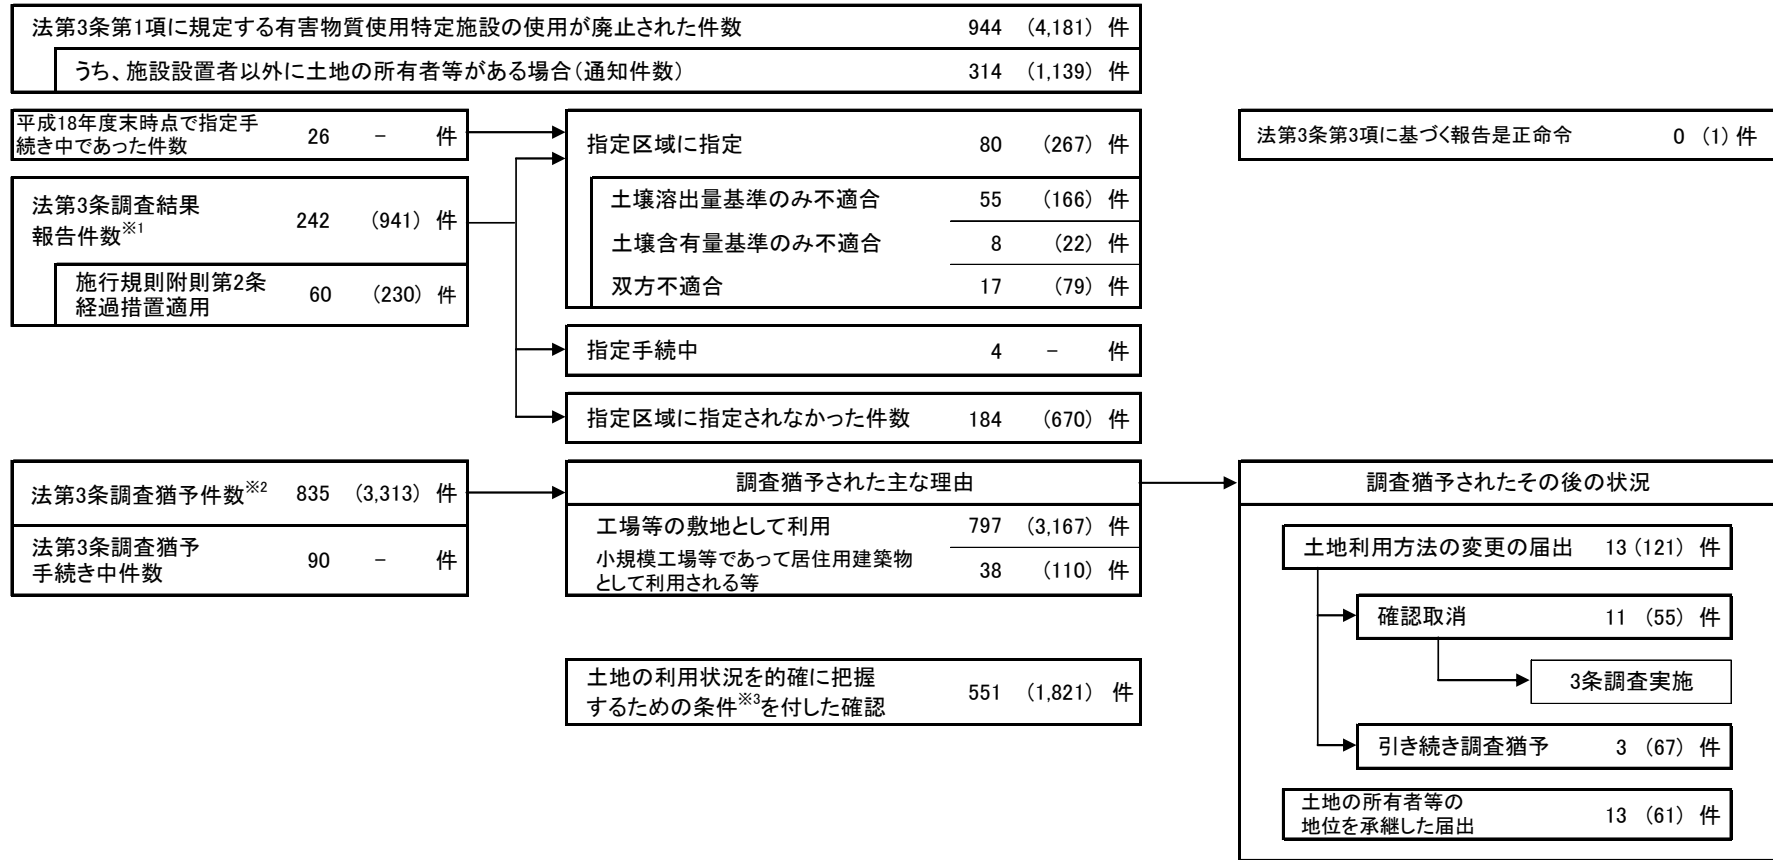 法第3条第1項に規定する有害物質使用特定施設の使用が廃止された件数 944 (4,181) 件
うち、施設設置者以外に土地の所有者等がある場合(通知件数) 314 (1,139) 件
平成18年度末時点で指定手
続き中であった件数 26 － 件
指定区域に指定 80 (267) 件
法第3条第3項に基づく報告是正命令 0 (1) 件
法第3条調査結果
報告件数※1 242 (941) 件
施行規則附則第2条
経過措置適用 60 (230) 件
土壌溶出量基準のみ不適合 55 (166) 件
土壌含有量基準のみ不適合 8 (22) 件
双方不適合 17 (79) 件
指定手続中 4 － 件
指定区域に指定されなかった件数 184 (670) 件
法第3条調査猶予件数※2 835 (3,313) 件
法第3条調査猶予
手続き中件数 90 － 件
調査猶予された主な理由
工場等の敷地として利用 797 (3,167) 件
小規模工場等であって居住用建築物
として利用される等 38 (110) 件
土地の利用状況を的確に把握
するための条件※3を付した確認 551 (1,821) 件
調査猶予されたその後の状況
土地利用方法の変更の届出 13 (121) 件
確認取消 11 (55) 件
3条調査実施
引き続き調査猶予 3 (67) 件
土地の所有者等の
地位を承継した届出 13 (61) 件